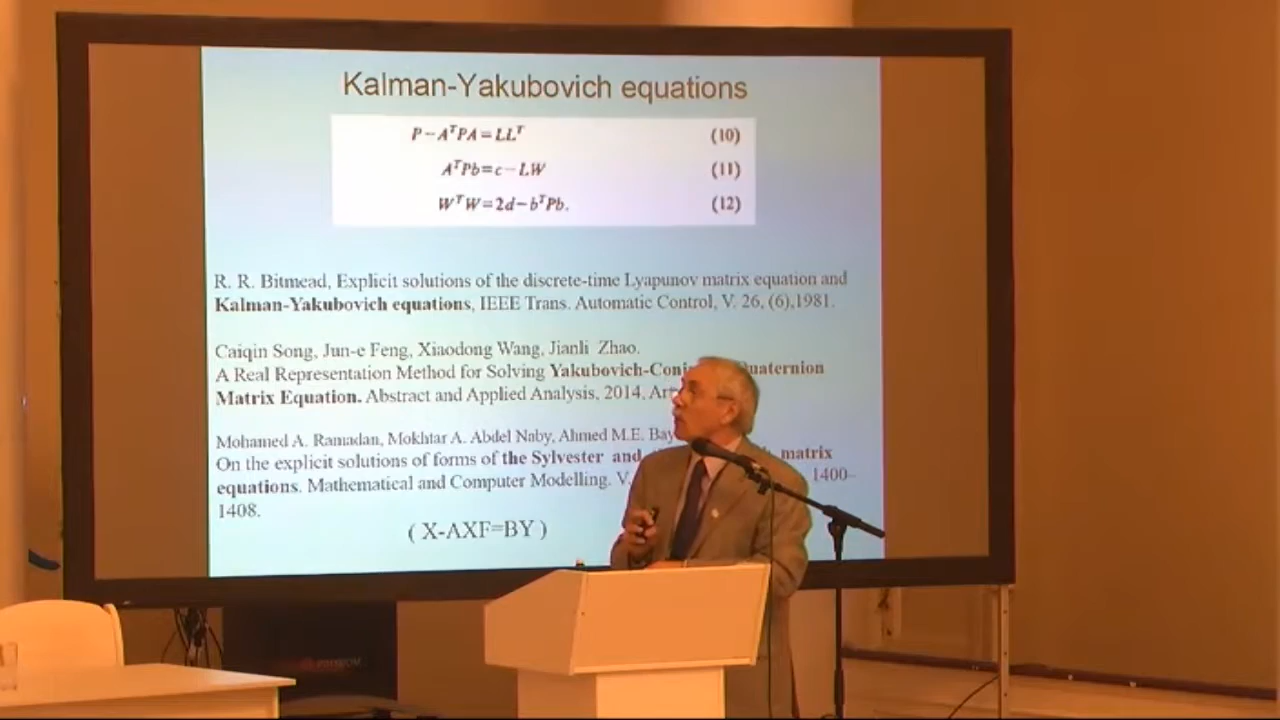 Kalman-Yakubovich equations
P-AᵀPA=LLᵀ (10)
AᵀPb=c-LW (11)
WᵀW=2d-bᵀPb. (12)
R. R. Bitmead, Explicit solutions of the discrete-time Lyapunov matrix equation and
Kalman-Yakubovich equations, IEEE Trans. Automatic Control, V. 26, (6),1981.
Caiqin Song, Jun-e Feng, Xiaodong Wang, Jianli Zhao.
A Real Representation Method for Solving Yakubovich-
Matrix Equation. Abstract and Applied Analysis, 2014,
Mohamed A. Ramadan, Mokhtar A. Abdel Naby, Ahmed M.E.
On the explicit solutions of forms of the Sylvester and matrix
equations. Mathematical and Computer Modelling. V. 1400-
1408.
( X-AXF=BY )